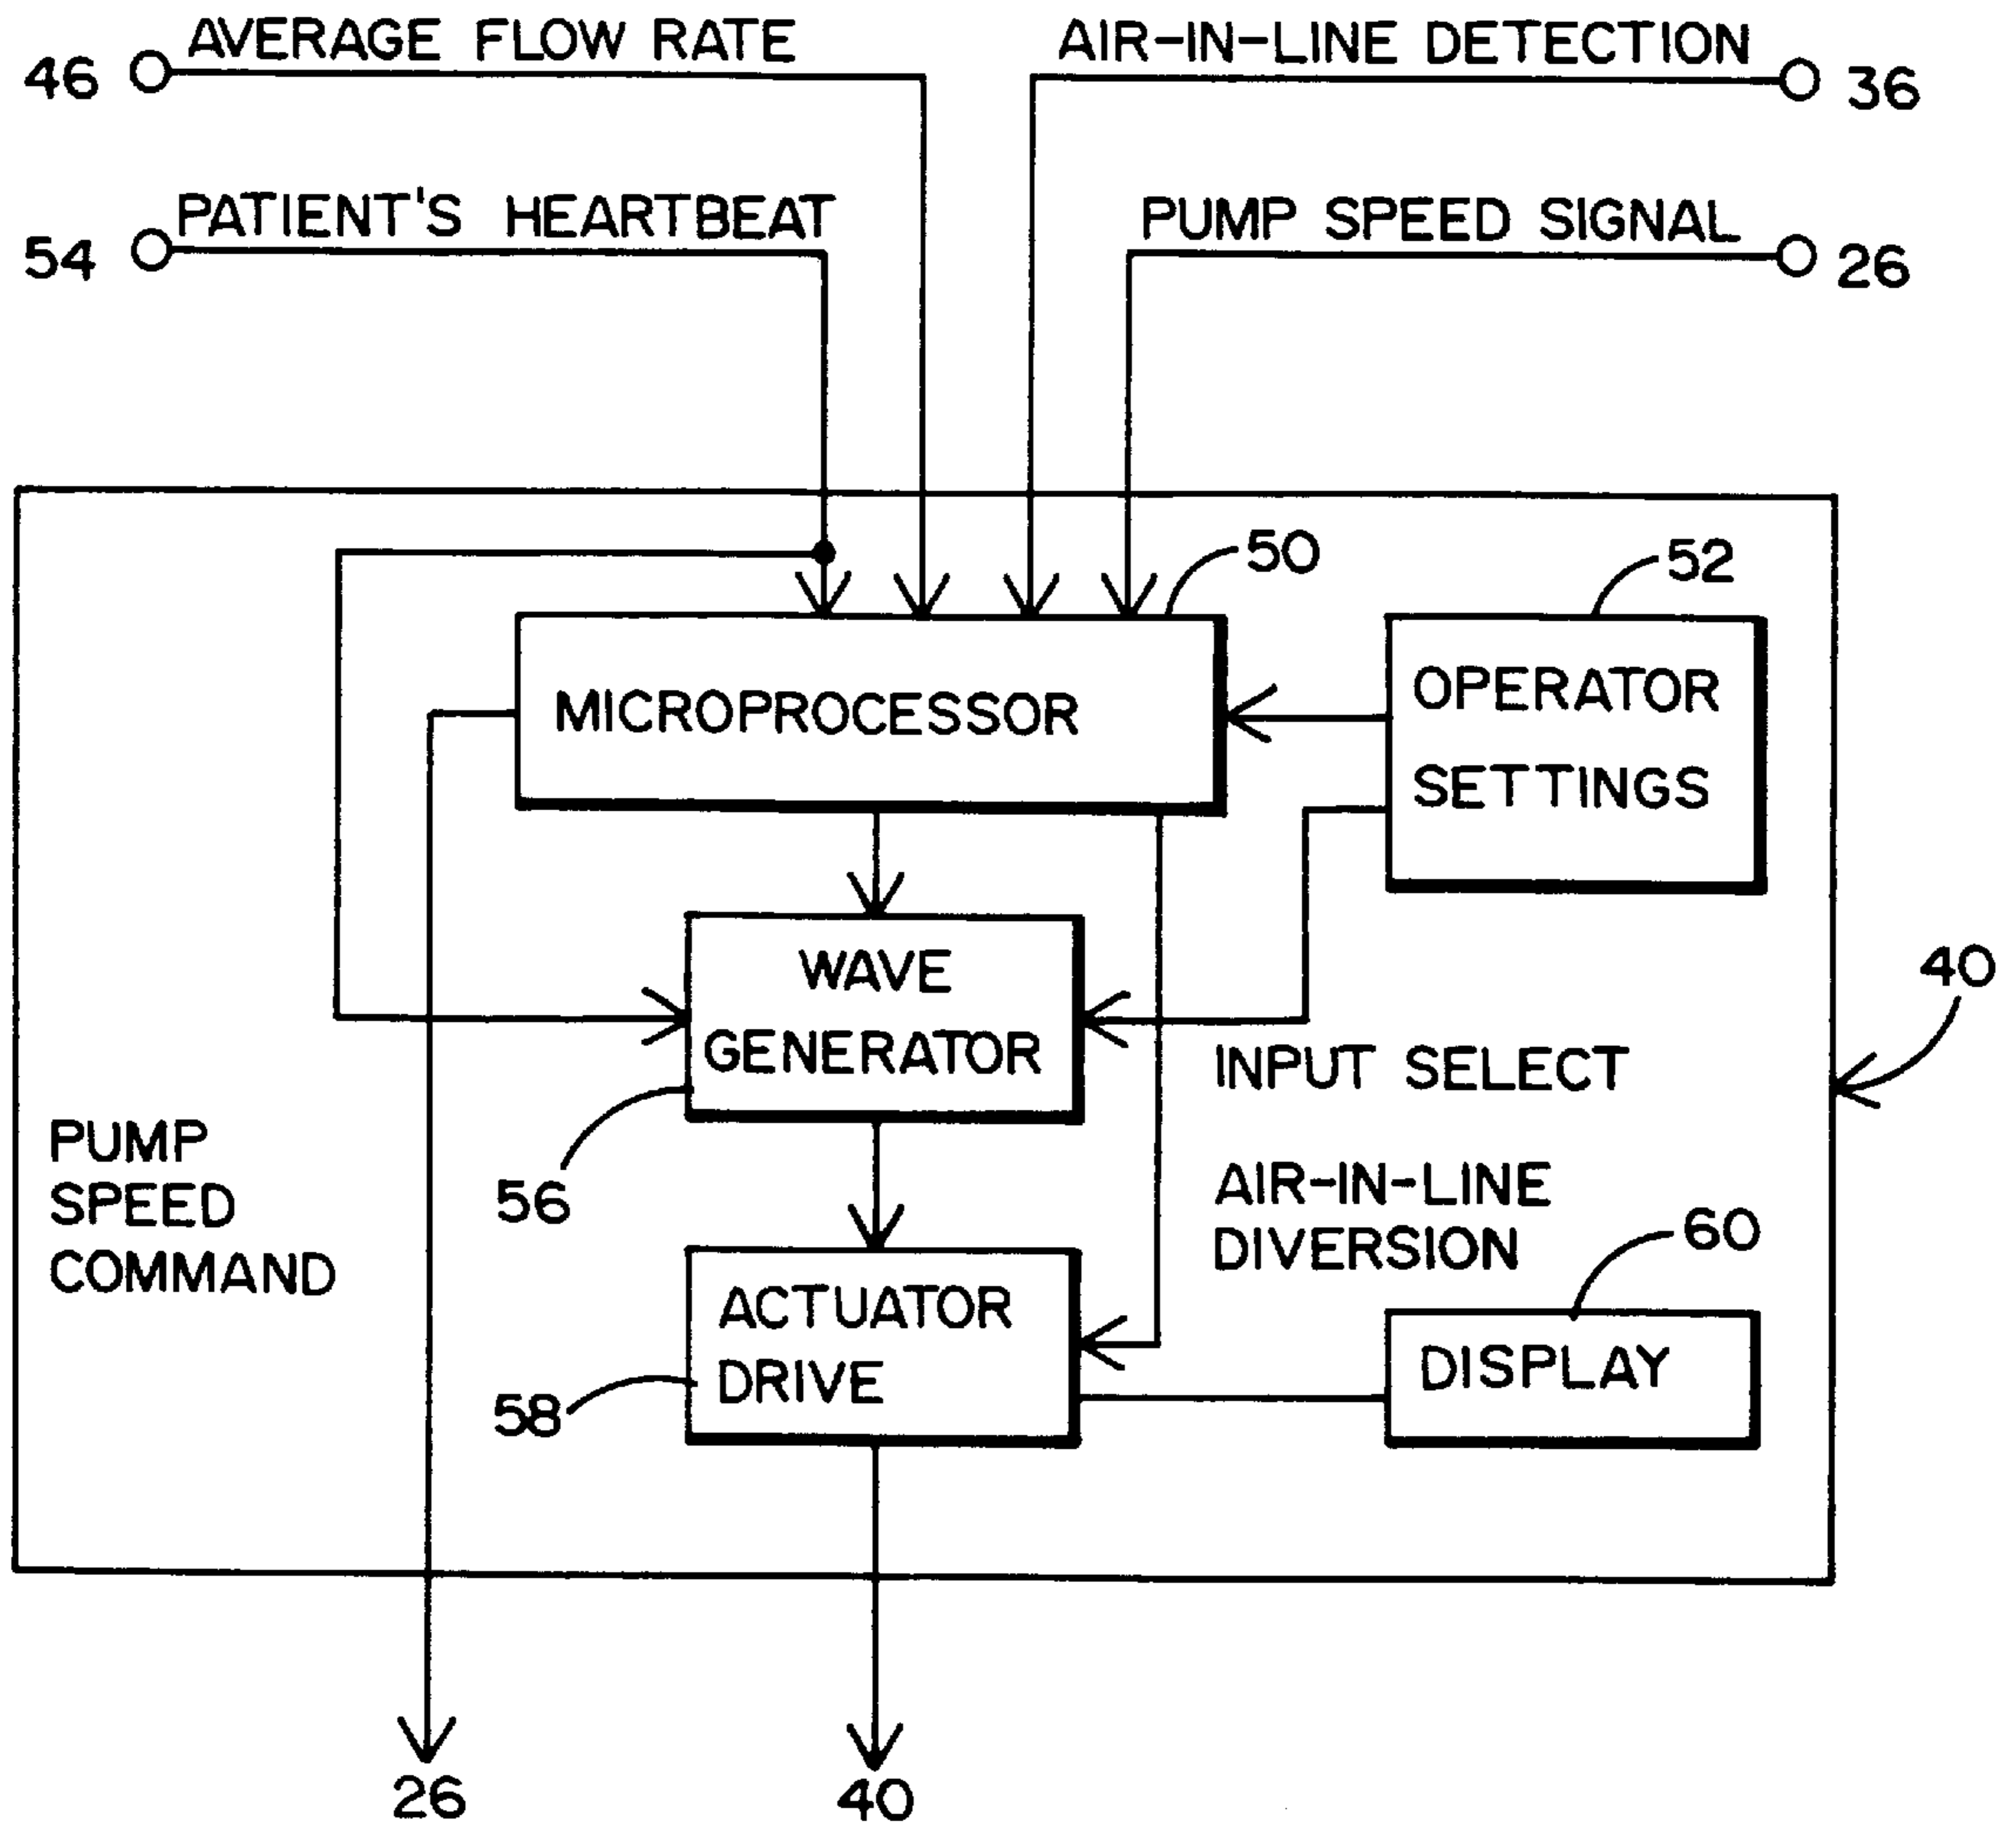 AVERAGE FLOW RATE
46
AIR-IN-LINE DETECTION
36
PATIENT'S HEARTBEAT
54
PUMP SPEED SIGNAL
26
50
52
MICROPROCESSOR
OPERATOR
SETTINGS
WAVE
GENERATOR
40
INPUT SELECT
56
PUMP
SPEED
COMMAND
AIR-IN-LINE
DIVERSION
60
ACTUATOR
DRIVE
58
DISPLAY
26
40